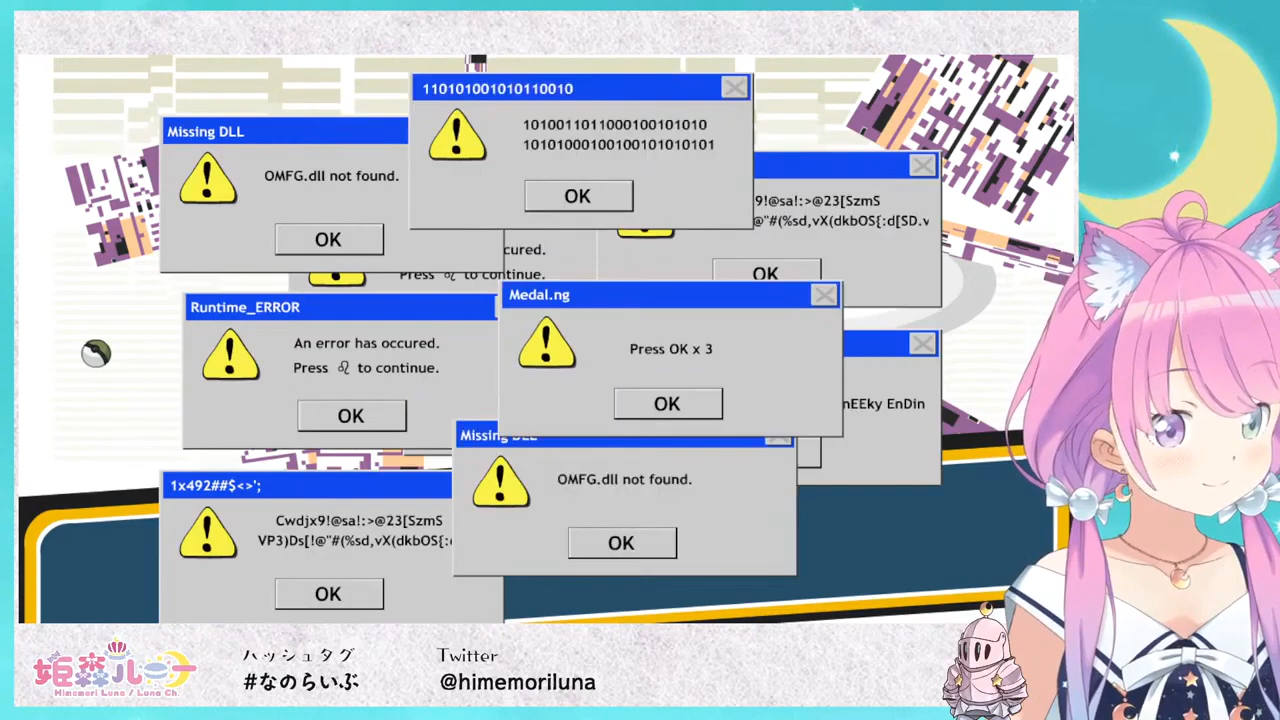 110101001010110010
1010011011000100101010
10101000100100101010101
OK
Missing DLL
OMFG.dll not found.
OK
9!@sa!:>@23[SzmS
@"#(%sd,vX(dkbOS{:d[SD.v
OK
ccured.
Press ♌ to continue.
Runtime_ERROR
An error has occured.
Press ♌ to continue.
OK
Medal.ng
Press OK x 3
OK
nEEky EnDin
Missing DLL
OMFG.dll not found.
OK
1x492##$<>';
Cwdjx9!@sa!:>@23[SzmS
VP3)Ds[!@"#(%sd,vX(dkbOS{:
OK
姫森ルーナ
Himemori Luna / Luna Ch.
ハッシュタグ
#なのらいぶ
Twitter
@himemoriluna